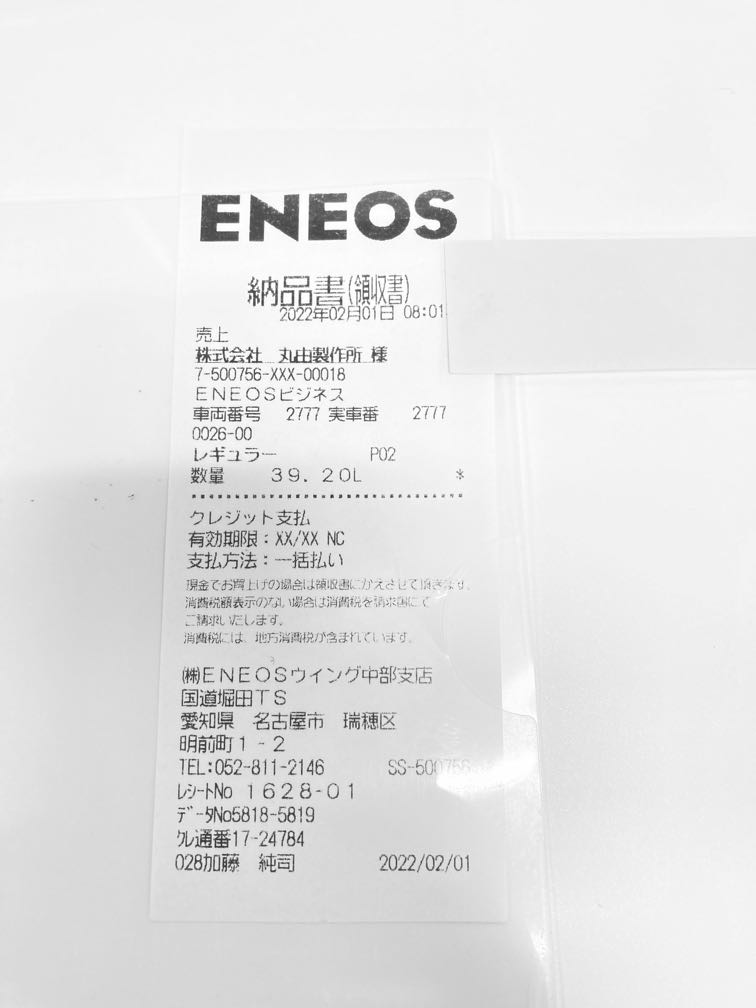 ENEOS
納品書(領収書)
2022年02月01日 08:01
売上
株式会社 丸由製作所 様
7-500756-XXX-00018
ENEOSビジネス
車両番号 2777 実車番 2777
0026-00
レギュラー P02
数量 39.20L *
クレジット支払
有効期限:XX/XX NC
支払方法:一括払い
現金でお買上げの場合は領収書にかえさせて頂きます。
消費税額表示のない場合は消費税を請求書にて
ご請求いたします。
消費税には、地方消費税が含まれています。
(株)ENEOSウイング中部支店
国道堀田TS
愛知県 名古屋市 瑞穂区
明前町1-2
TEL:052-811-2146 SS-500756
レシートNo 1628-01
データNo5818-5819
クレ通番17-24784
028加藤 純司 2022/02/01